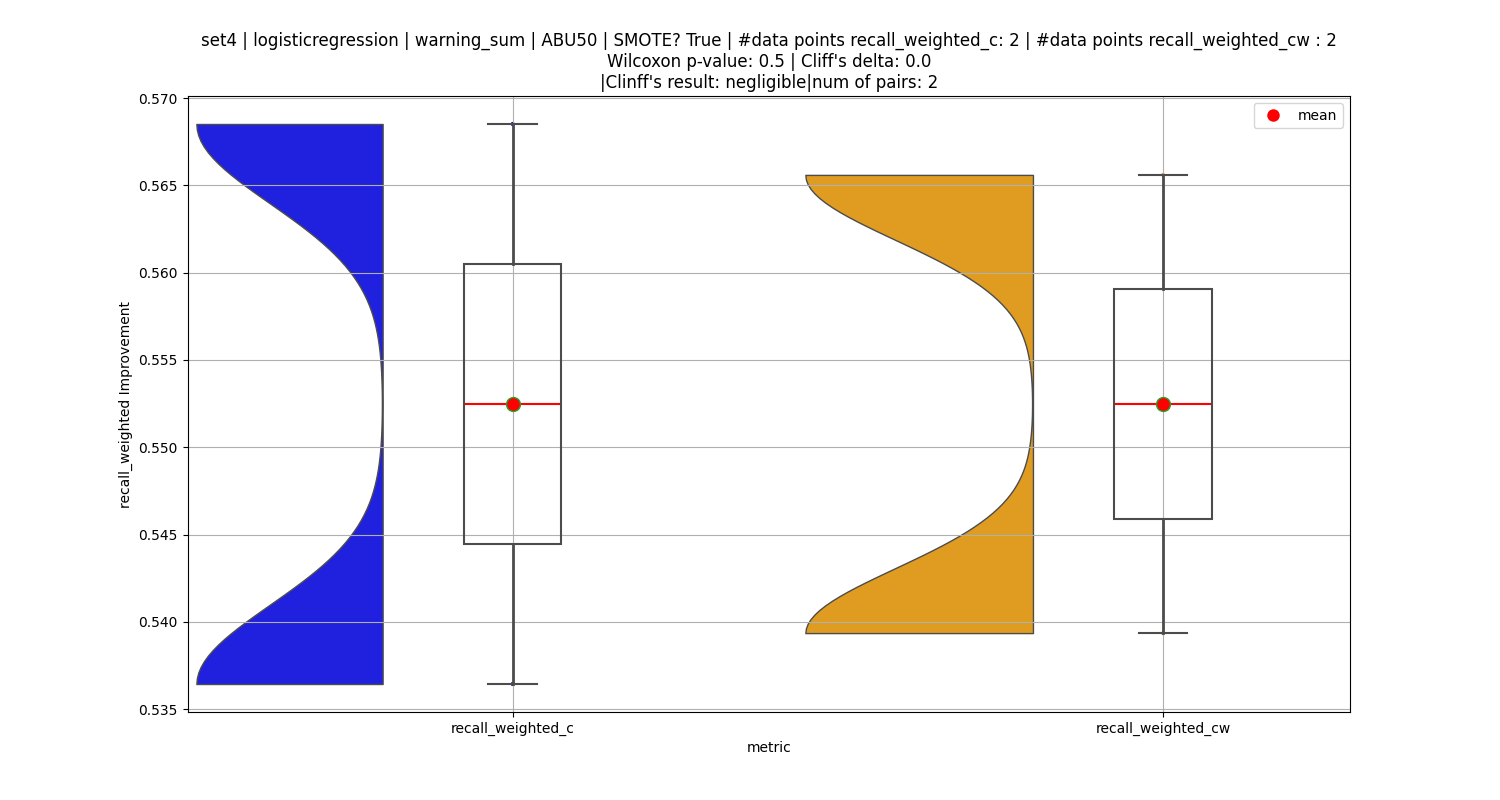 set4 | logisticregression | warning_sum | ABU50 | SMOTE? True | #data points recall_weighted_c: 2 | #data points recall_weighted_cw : 2
Wilcoxon p-value: 0.5 | Cliff's delta: 0.0
|Clinff's result: negligible|num of pairs: 2
mean
0.570
0.565
0.560
0.555
0.550
0.545
0.540
0.535
recall_weighted Improvement
recall_weighted_c
recall_weighted_cw
metric